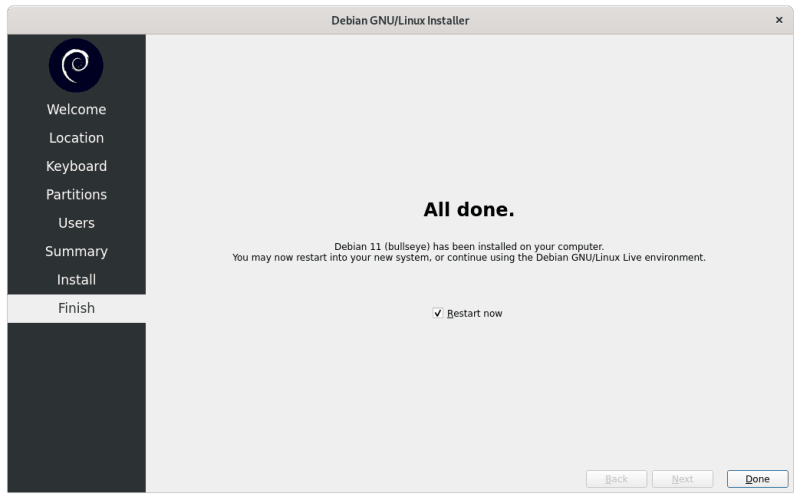 Debian GNU/Linux Installer
Welcome
Location
Keyboard
Partitions
Users
Summary
Install
Finish
All done.
Debian 11 (bullseye) has been installed on your computer.
You may now restart into your new system, or continue using the Debian GNU/Linux Live environment.
Restart now
Back
Next
Done